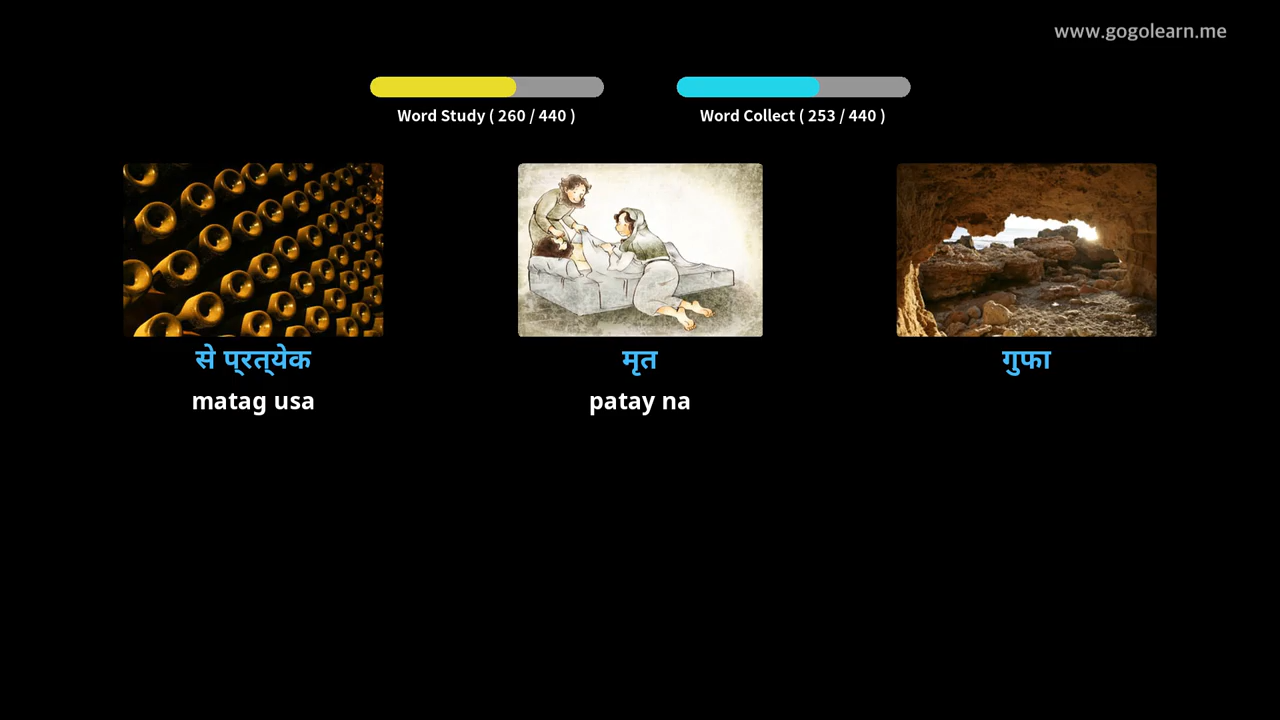 www.gogolearn.me
Word Study ( 260 / 440 )
Word Collect ( 253 / 440 )
से प्रत्येक
मृत
गुफा
matag usa
patay na